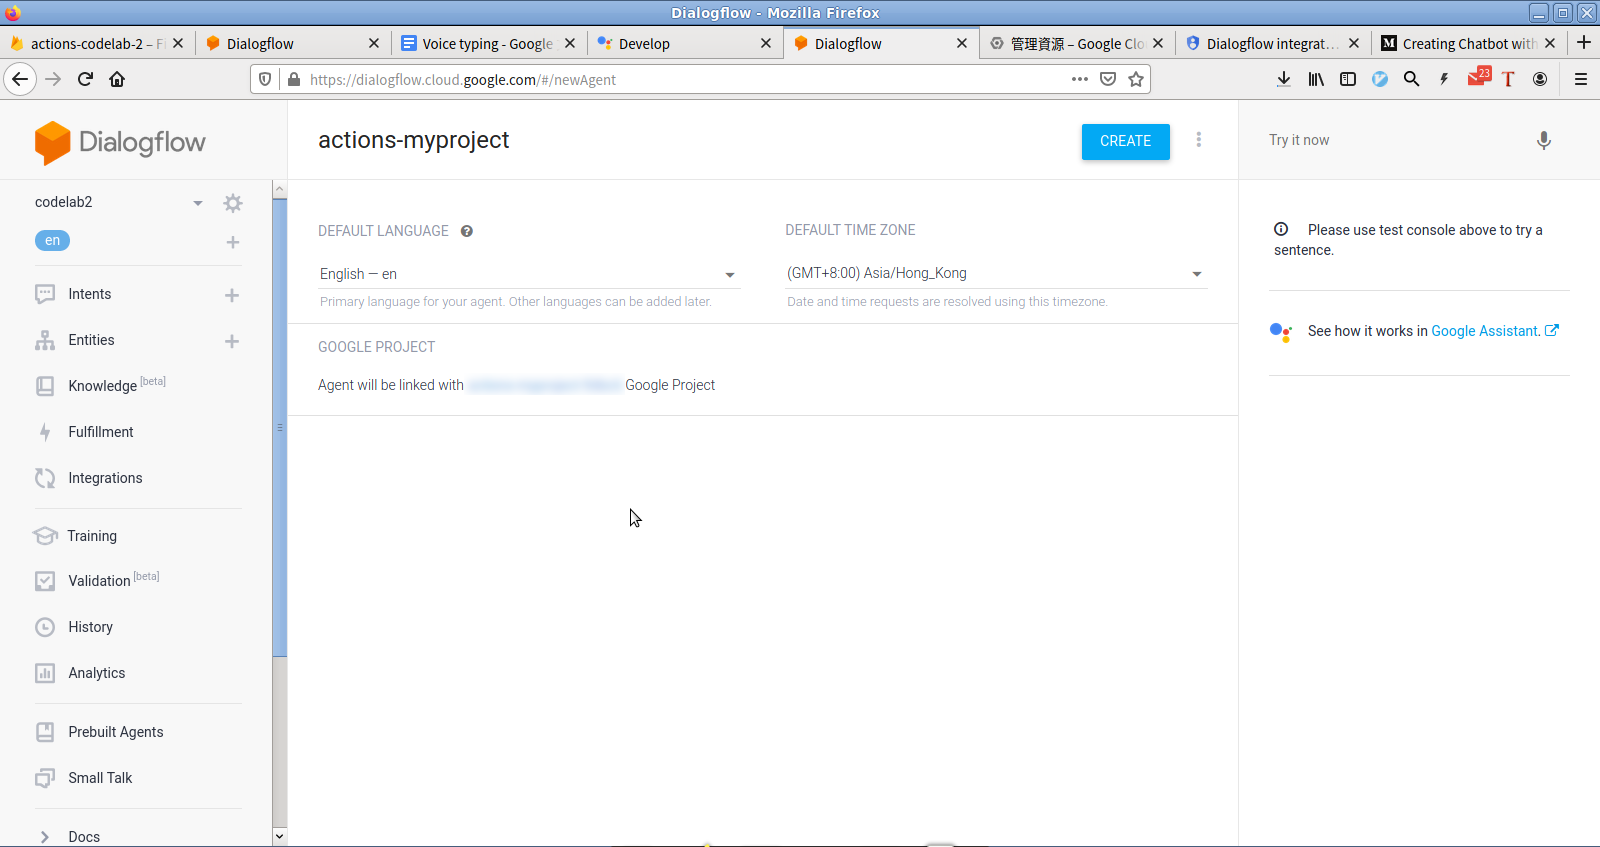 Dialogflow - Mozilla Firefox
actions-codelab-2 – F
Dialogflow
Voice typing - Google
Develop
Dialogflow
管理資源 – Google Clo
Dialogflow integrat…
Creating Chatbot with
https://dialogflow.cloud.google.com/#/newAgent
23
Dialogflow
actions-myproject
CREATE
Try it now
codelab2
en
Intents
Entities
Knowledge [beta]
Fulfillment
Integrations
Training
Validation [beta]
History
Analytics
Prebuilt Agents
Small Talk
Docs
DEFAULT LANGUAGE
DEFAULT TIME ZONE
English — en
(GMT+8:00) Asia/Hong_Kong
Primary language for your agent. Other languages can be added later.
Date and time requests are resolved using this timezone.
GOOGLE PROJECT
Agent will be linked with Google Project
Please use test console above to try a
sentence.
See how it works in Google Assistant.